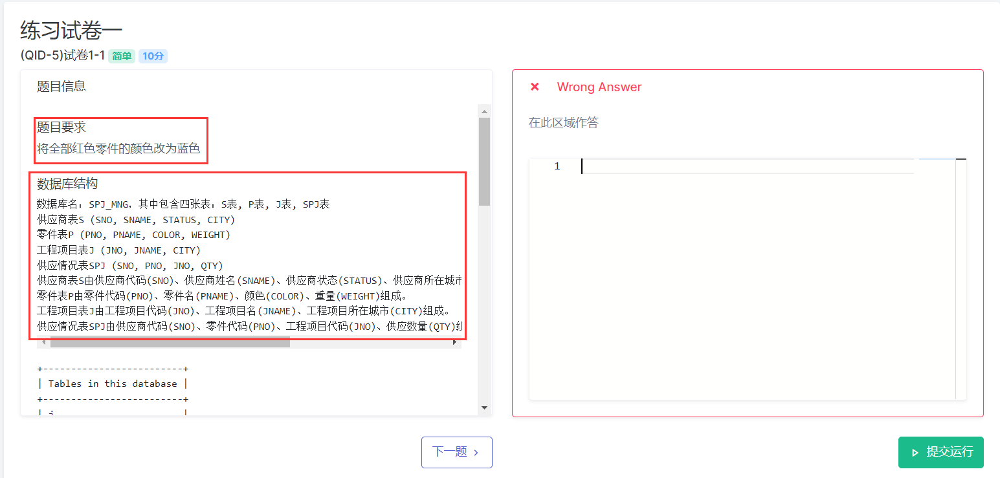 练习试卷一
(QID-5)试卷1-1 简单 10分
题目信息
题目要求
将全部红色零件的颜色改为蓝色
数据库结构
数据库名: SPJ_MNG，其中包含四张表: S表, P表, J表, SPJ表
供应商表S (SNO, SNAME, STATUS, CITY)
零件表P (PNO, PNAME, COLOR, WEIGHT)
工程项目表J (JNO, JNAME, CITY)
供应情况表SPJ (SNO, PNO, JNO, QTY)
供应商表S由供应商代码(SNO)、供应商姓名(SNAME)、供应商状态(STATUS)、供应商所在城市
零件表P由零件代码(PNO)、零件名(PNAME)、颜色(COLOR)、重量(WEIGHT)组成。
工程项目表J由工程项目代码(JNO)、工程项目名(JNAME)、工程项目所在城市(CITY)组成。
供应情况表SPJ由供应商代码(SNO)、零件代码(PNO)、工程项目代码(JNO)、供应数量(QTY)
+-------------------------+
| Tables in this database |
+-------------------------+
| j |
Wrong Answer
在此区域作答
1
下一题
提交运行